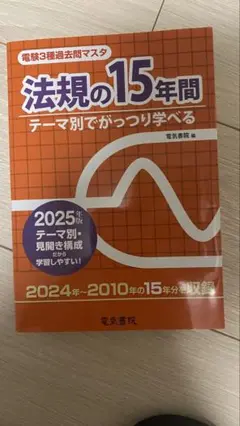 電験3種過去問マスタ
法規の15年間
テーマ別でがっつり学べる
電気書院 編
2025年版
テーマ別・
見開き構成
だから
学習しやすい!
2024年~2010年の15年分を収録
電気書院